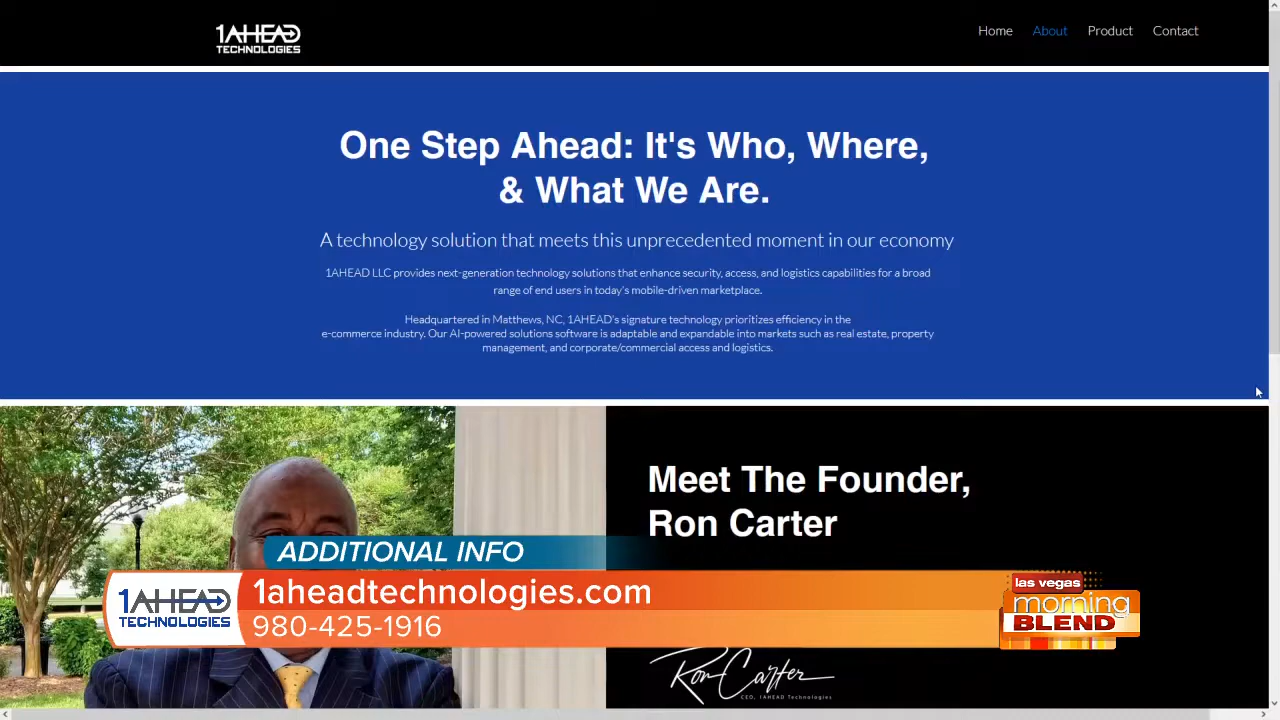 1AHEAD
TECHNOLOGIES
Home About Product Contact
One Step Ahead: It's Who, Where,
& What We Are.
A technology solution that meets this unprecedented moment in our economy
1AHEAD LLC provides next-generation technology solutions that enhance security, access, and logistics capabilities for a broad
range of end users in today's mobile-driven marketplace.
Headquartered in Matthews, NC, 1AHEAD's signature technology prioritizes efficiency in the
e-commerce industry. Our AI-powered solutions software is adaptable and expandable into markets such as real estate, property
management, and corporate/commercial access and logistics.
Meet The Founder,
Ron Carter
ADDITIONAL INFO
1AHEAD
TECHNOLOGIES
1aheadtechnologies.com
980-425-1916
las vegas
morning
BLEND
Ron Carter
CEO, 1AHEAD Technologies